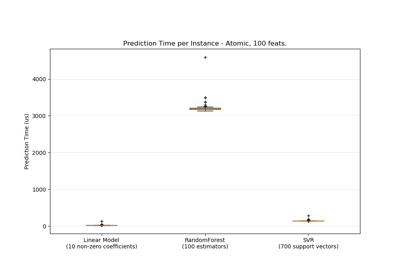 Prediction Time per Instance - Atomic, 100 feats.
Prediction Time (us)
4000
3000
2000
1000
0
Linear Model
(10 non-zero coefficients)
RandomForest
(100 estimators)
SVR
(700 support vectors)